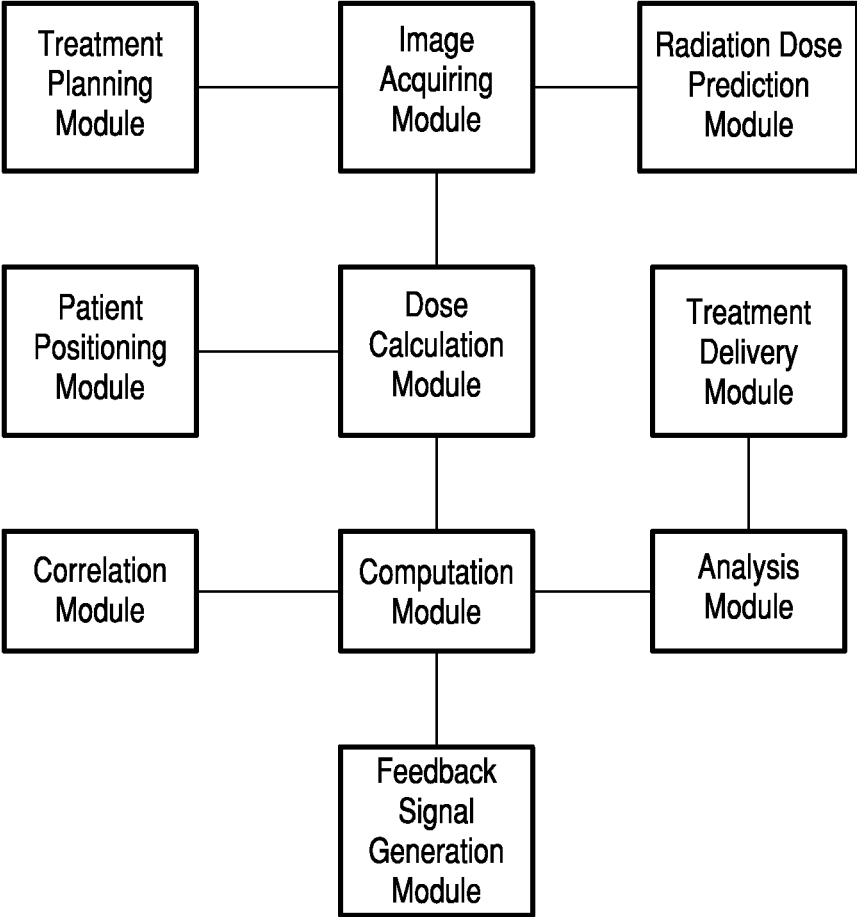 Treatment
Planning
Module
Image
Acquiring
Module
Radiation Dose
Prediction
Module
Patient
Positioning
Module
Dose
Calculation
Module
Treatment
Delivery
Module
Correlation
Module
Computation
Module
Analysis
Module
Feedback
Signal
Generation
Module